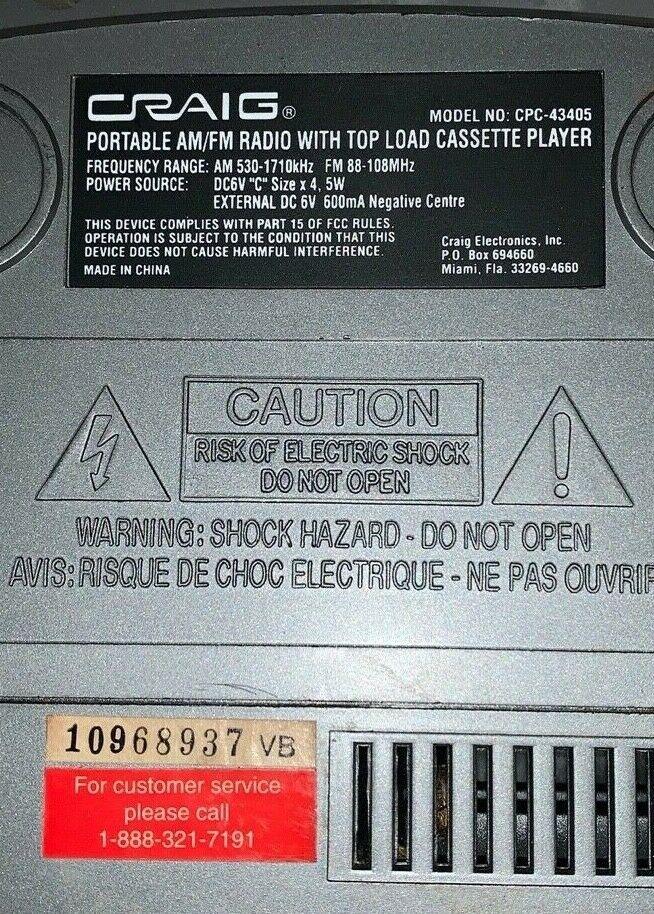 CRAIG®
MODEL NO: CPC-43405
PORTABLE AM/FM RADIO WITH TOP LOAD CASSETTE PLAYER
FREQUENCY RANGE: AM 530-1710kHz FM 88-108MHz
POWER SOURCE: DC6V "C" Size x 4, 5W
EXTERNAL DC 6V 600mA Negative Centre
THIS DEVICE COMPLIES WITH PART 15 OF FCC RULES.
OPERATION IS SUBJECT TO THE CONDITION THAT THIS
DEVICE DOES NOT CAUSE HARMFUL INTERFERENCE.
MADE IN CHINA
Craig Electronics, Inc.
P.O. Box 694660
Miami, Fla. 33269-4660
CAUTION
RISK OF ELECTRIC SHOCK
DO NOT OPEN
WARNING: SHOCK HAZARD - DO NOT OPEN
AVIS: RISQUE DE CHOC ELECTRIQUE - NE PAS OUVRIR
10968937 VB
For customer service
please call
1-888-321-7191